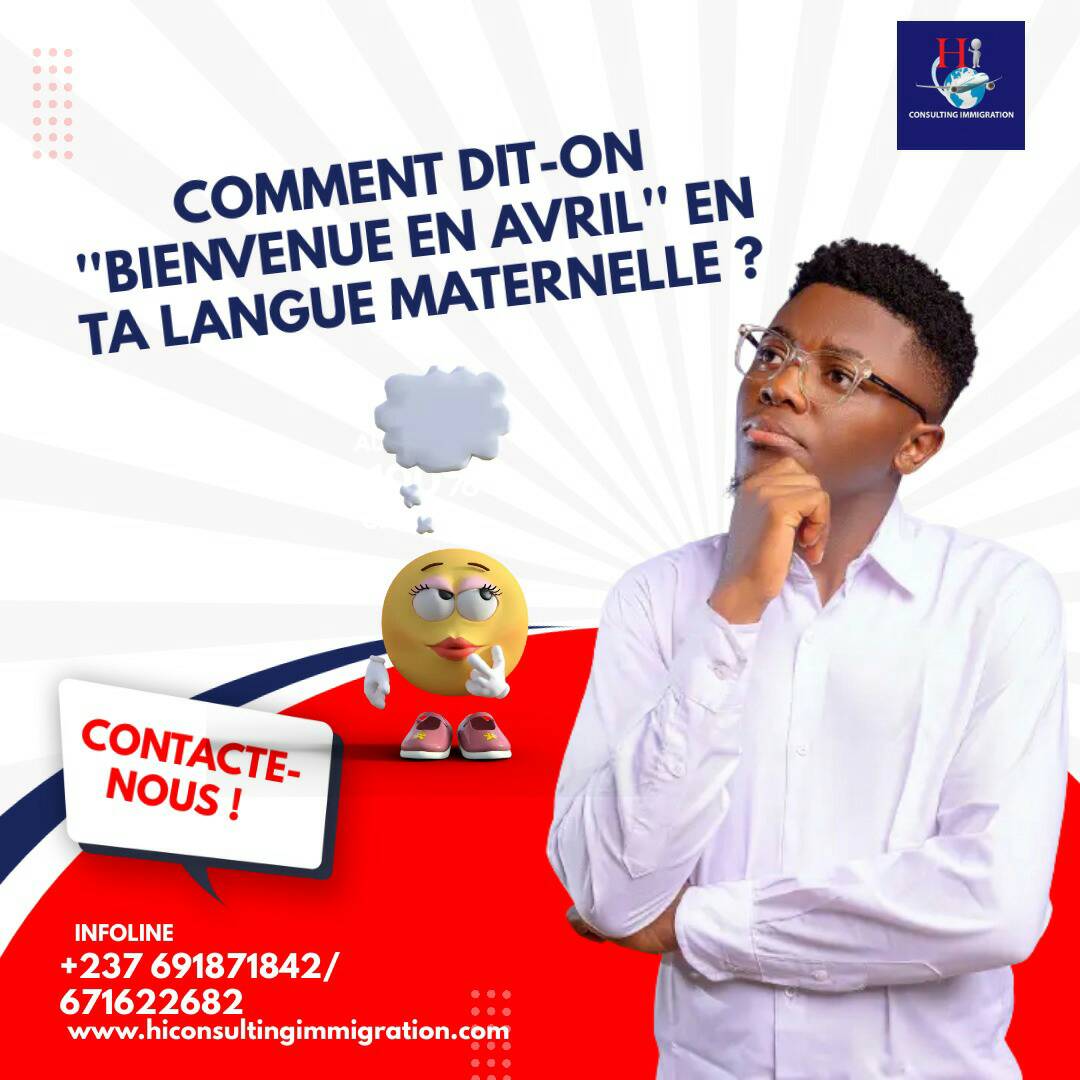 Hi
CONSULTING IMMIGRATION
COMMENT DIT-ON
"BIENVENUE EN AVRIL" EN
TA LANGUE MATERNELLE ?
CONTACTE-
NOUS !
INFOLINE
+237 691871842/
671622682
www.hiconsultingimmigration.com